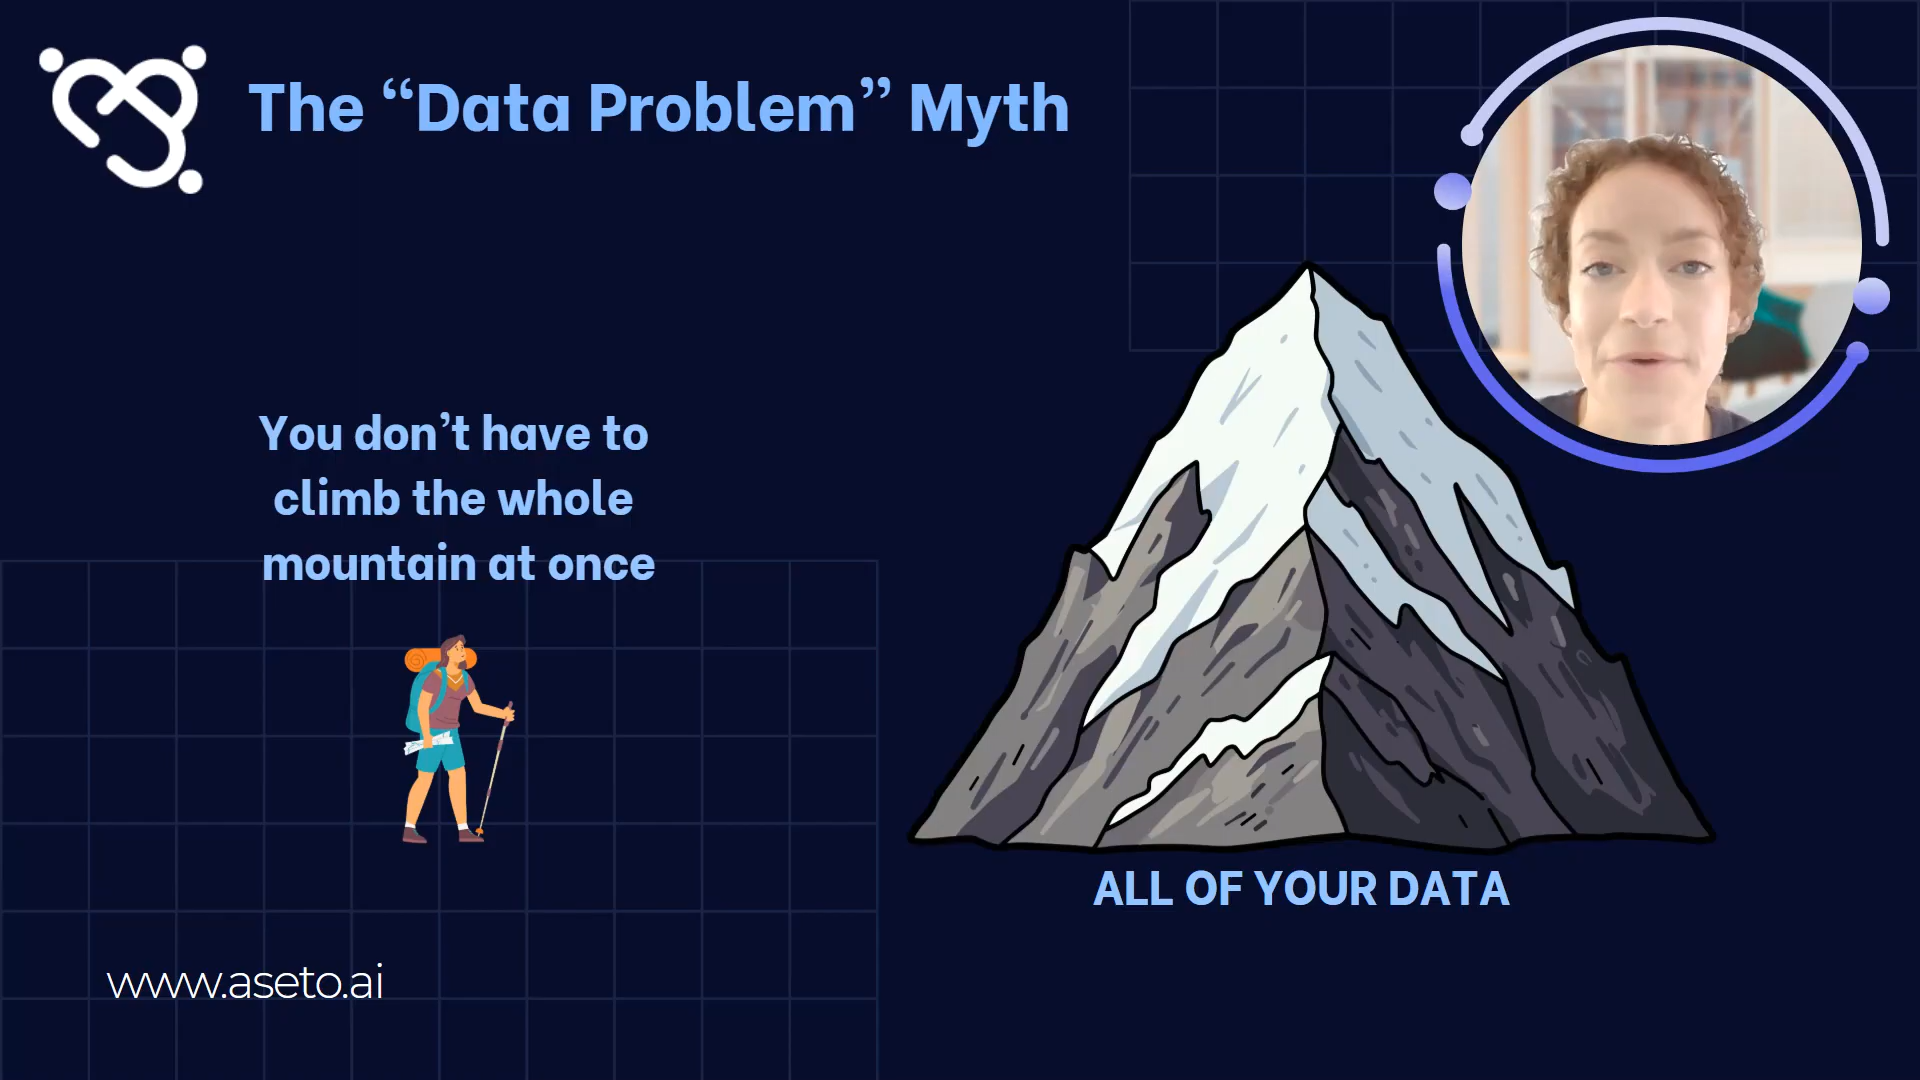 The “Data Problem” Myth
You don’t have to
climb the whole
mountain at once
ALL OF YOUR DATA
www.aseto.ai